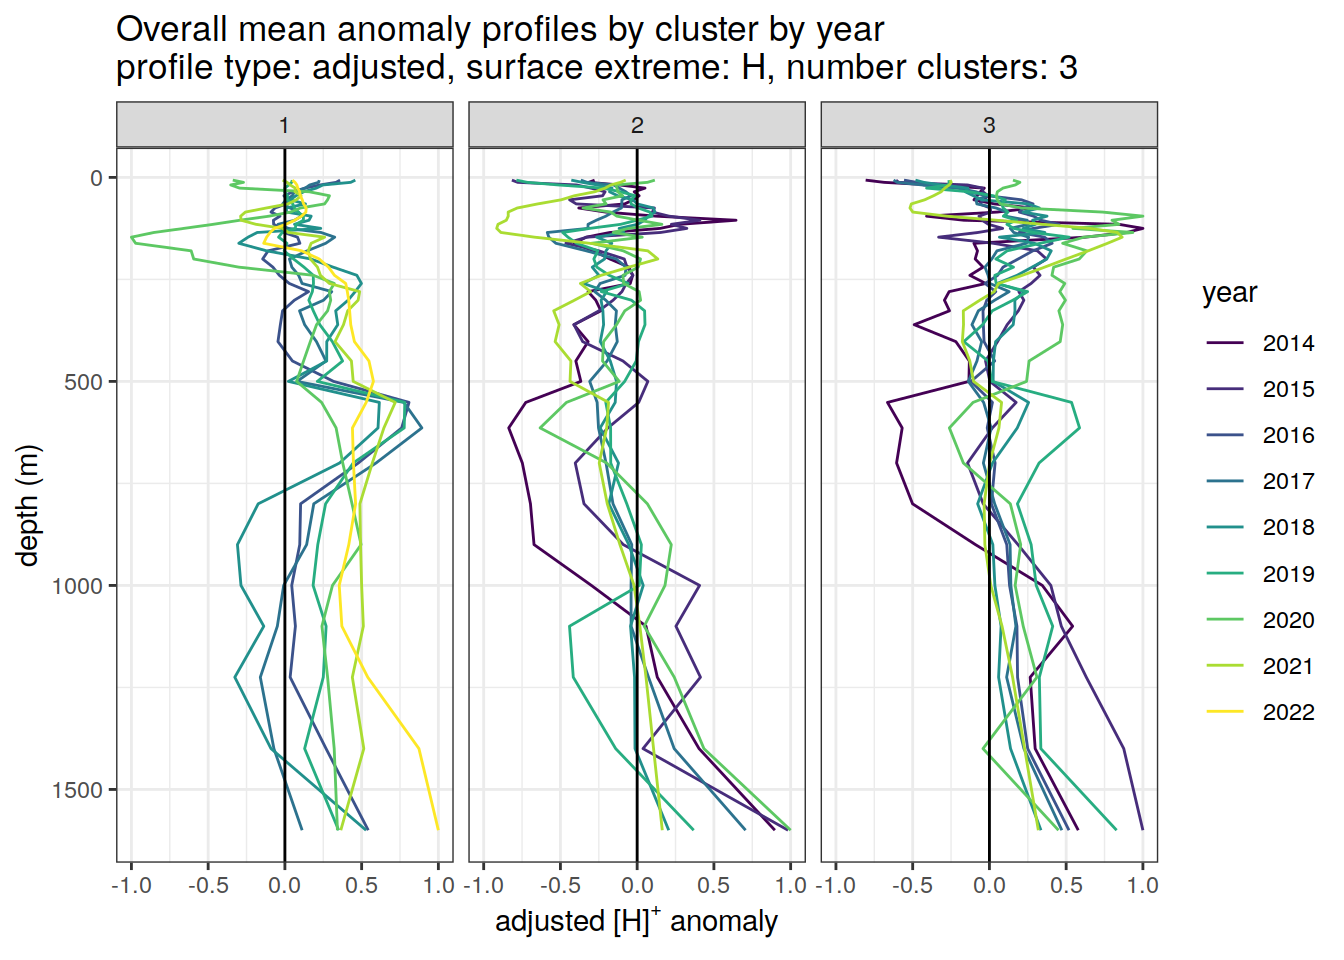 Overall mean anomaly profiles by cluster by year
profile type: adjusted, surface extreme: H, number clusters: 3
1 2 3
0
500
1000
1500
depth (m)
-1.0 -0.5 0.0 0.5 1.0 -1.0 -0.5 0.0 0.5 1.0 -1.0 -0.5 0.0 0.5 1.0
adjusted [H]⁺ anomaly
year
2014
2015
2016
2017
2018
2019
2020
2021
2022